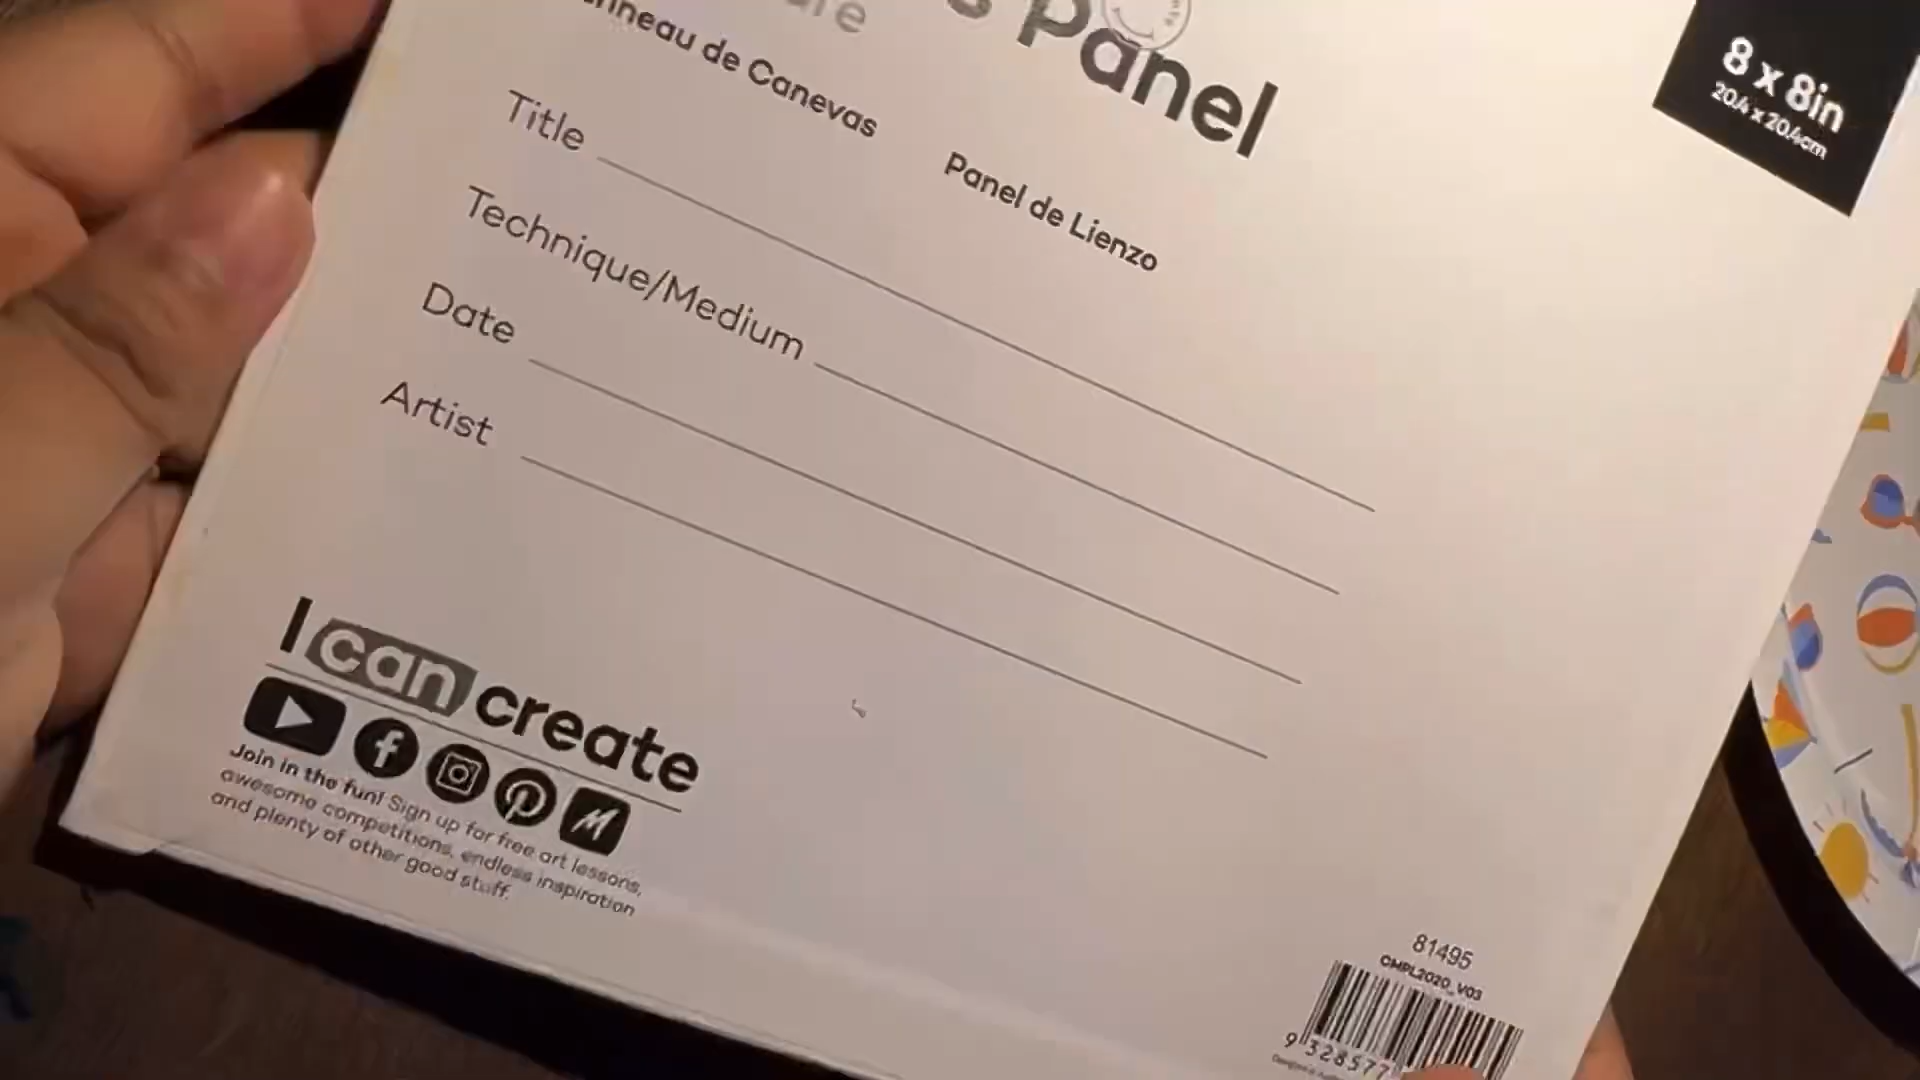 Panel
Panel de Lienzo
de Canevas
8 x 8in
20.4 x 20.4cm
Title
Technique/Medium
Date
Artist
I can create
Join in the fun! Sign up for free art lessons,
awesome competitions, endless inspiration
and plenty of other good stuff.
81495
CMPL2020_V03
9 328577